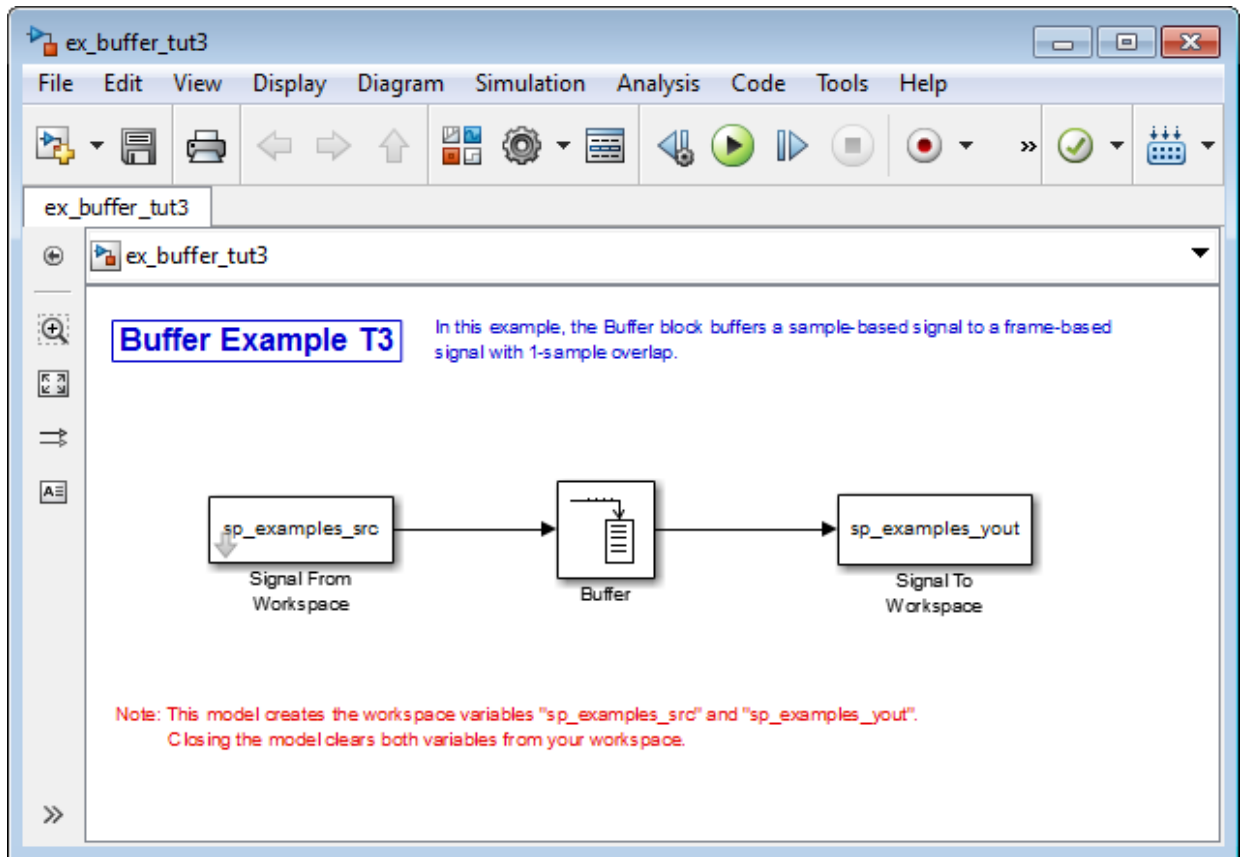 ex_buffer_tut3
File Edit View Display Diagram Simulation Analysis Code Tools Help
ex_buffer_tut3
ex_buffer_tut3
Buffer Example T3
In this example, the Buffer block buffers a sample-based signal to a frame-based
signal with 1-sample overlap.
sp_examples_src
Signal From
Workspace
Buffer
sp_examples_yout
Signal To
Workspace
Note: This model creates the workspace variables "sp_examples_src" and "sp_examples_yout".
Closing the model clears both variables from your workspace.